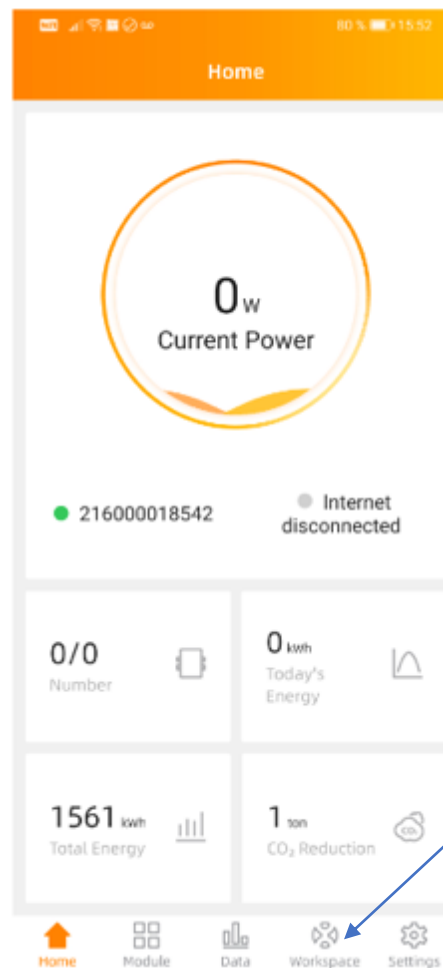 80 % 15:52
Home
0 W
Current Power
216000018542
Internet
disconnected
0/0
Number
0 kWh
Today's
Energy
1561 kWh
Total Energy
1 ton
CO₂ Reduction
Home Module Data Workspace Settings